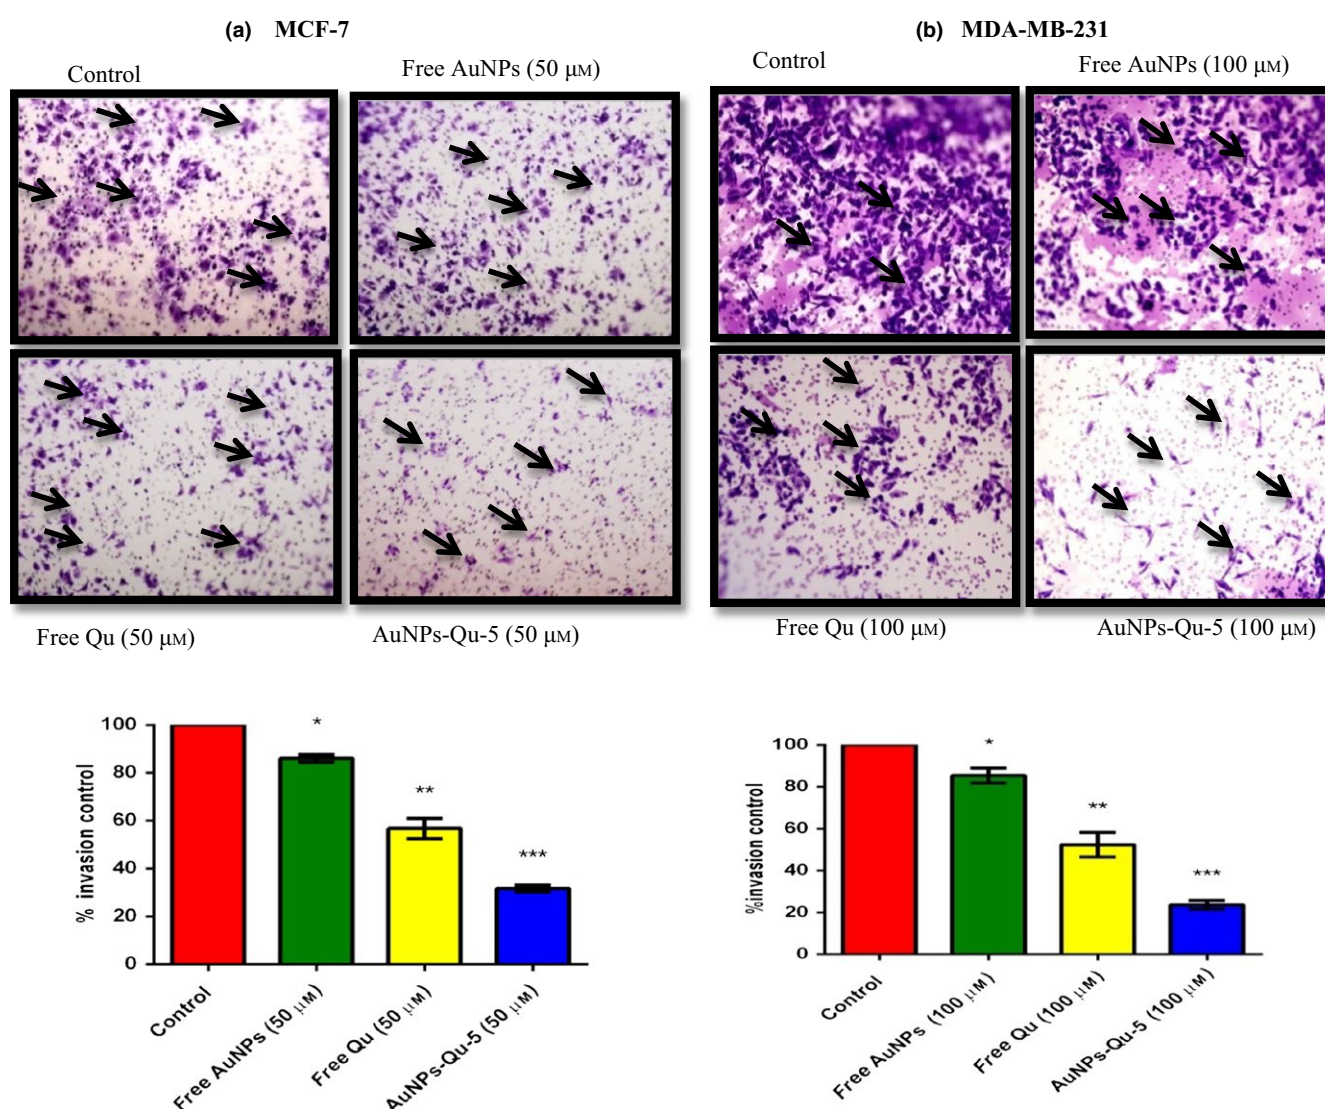 (a) MCF-7
(b) MDA-MB-231
Control
Free AuNPs (50 μM)
Control
Free AuNPs (100 μM)
Free Qu (50 μM)
AuNPs-Qu-5 (50 μM)
Free Qu (100 μM)
AuNPs-Qu-5 (100 μM)
% invasion control
100
80
60
40
20
0
*
**
***
Control
Free AuNPs (50 μM)
Free Qu (50 μM)
AuNPs-Qu-5 (50 μM)
%invasion control
100
80
60
40
20
0
*
**
***
Control
Free AuNPs (100 μM)
Free Qu (100 μM)
AuNPs-Qu-5 (100 μM)